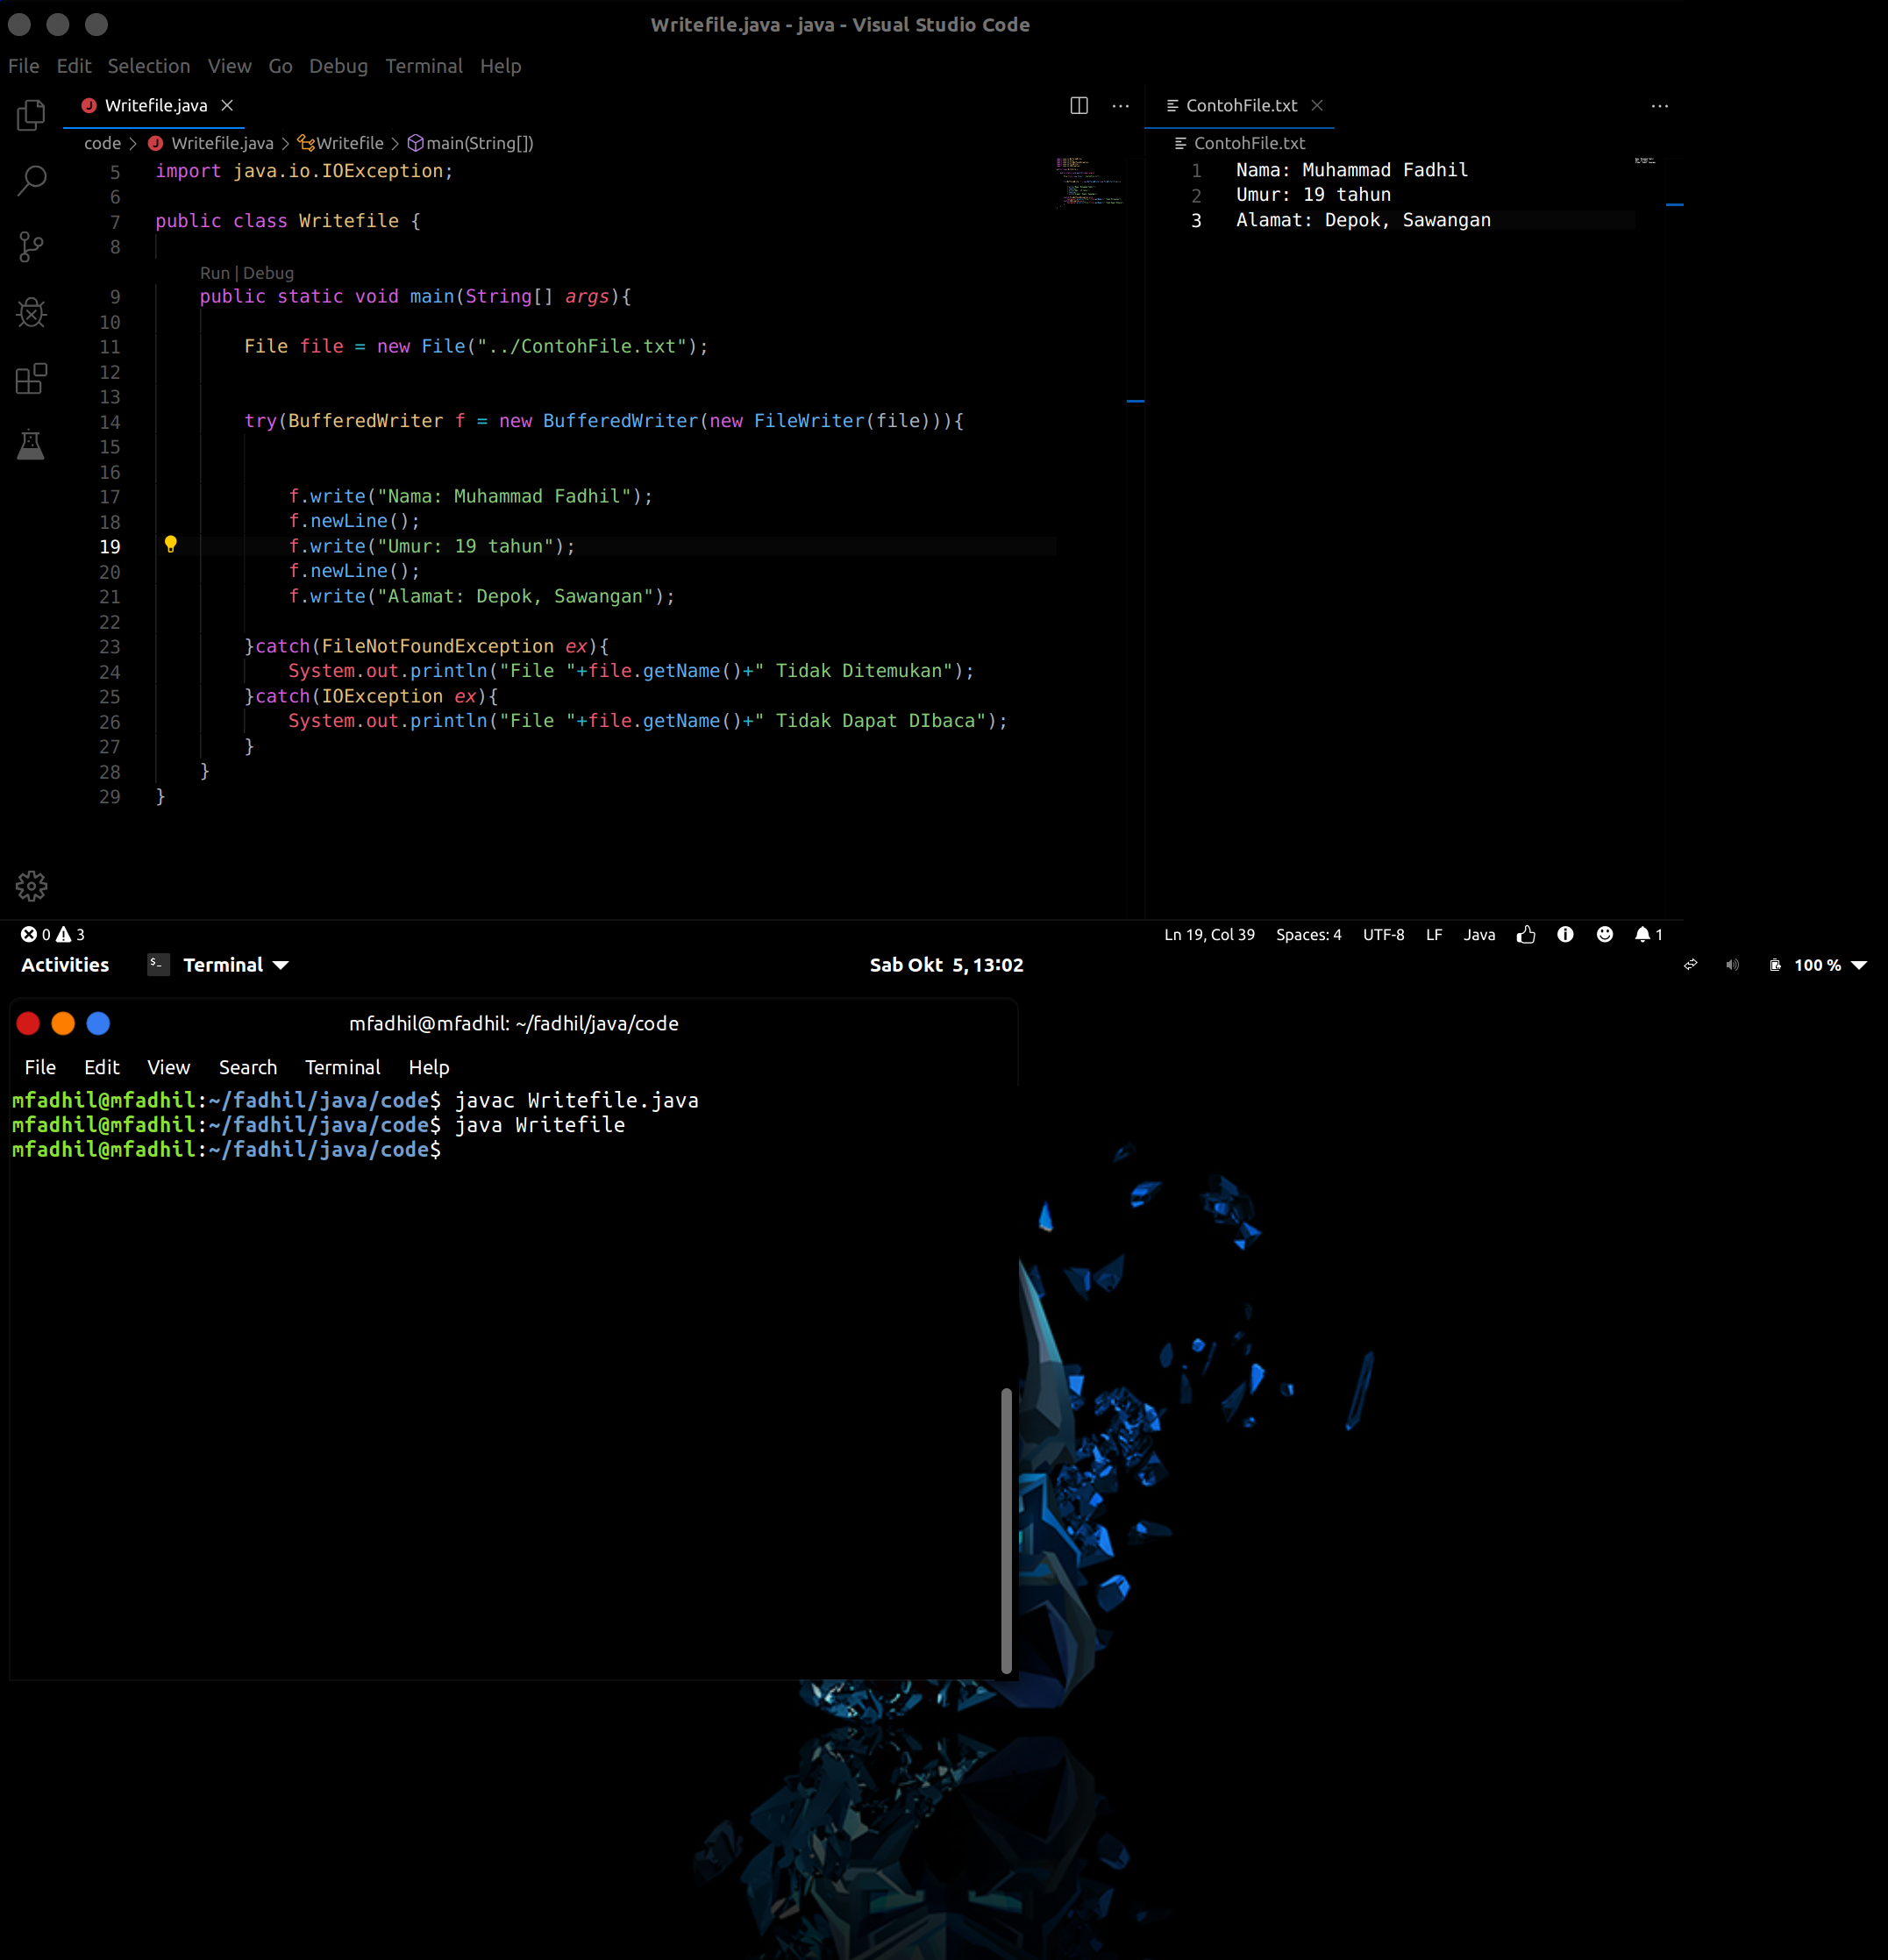 Writefile.java - java - Visual Studio Code
File Edit Selection View Go Debug Terminal Help
Writefile.java
code > Writefile.java > Writefile > main(String[])
5 import java.io.IOException;
6
7 public class Writefile {
8
Run | Debug
9 public static void main(String[] args){
10
11 File file = new File("../ContohFile.txt");
12
13
14 try(BufferedWriter f = new BufferedWriter(new FileWriter(file))){
15
16
17 f.write("Nama: Muhammad Fadhil");
18 f.newLine();
19 f.write("Umur: 19 tahun");
20 f.newLine();
21 f.write("Alamat: Depok, Sawangan");
22
23 }catch(FileNotFoundException ex){
24 System.out.println("File "+file.getName()+" Tidak Ditemukan");
25 }catch(IOException ex){
26 System.out.println("File "+file.getName()+" Tidak Dapat DIbaca");
27 }
28 }
29 }
ContohFile.txt
ContohFile.txt
1 Nama: Muhammad Fadhil
2 Umur: 19 tahun
3 Alamat: Depok, Sawangan
0 3 Ln 19, Col 39 Spaces: 4 UTF-8 LF Java 1
Activities Terminal Sab Okt 5, 13:02 100 %
mfadhil@mfadhil: ~/fadhil/java/code
File Edit View Search Terminal Help
mfadhil@mfadhil:~/fadhil/java/code$ javac Writefile.java
mfadhil@mfadhil:~/fadhil/java/code$ java Writefile
mfadhil@mfadhil:~/fadhil/java/code$